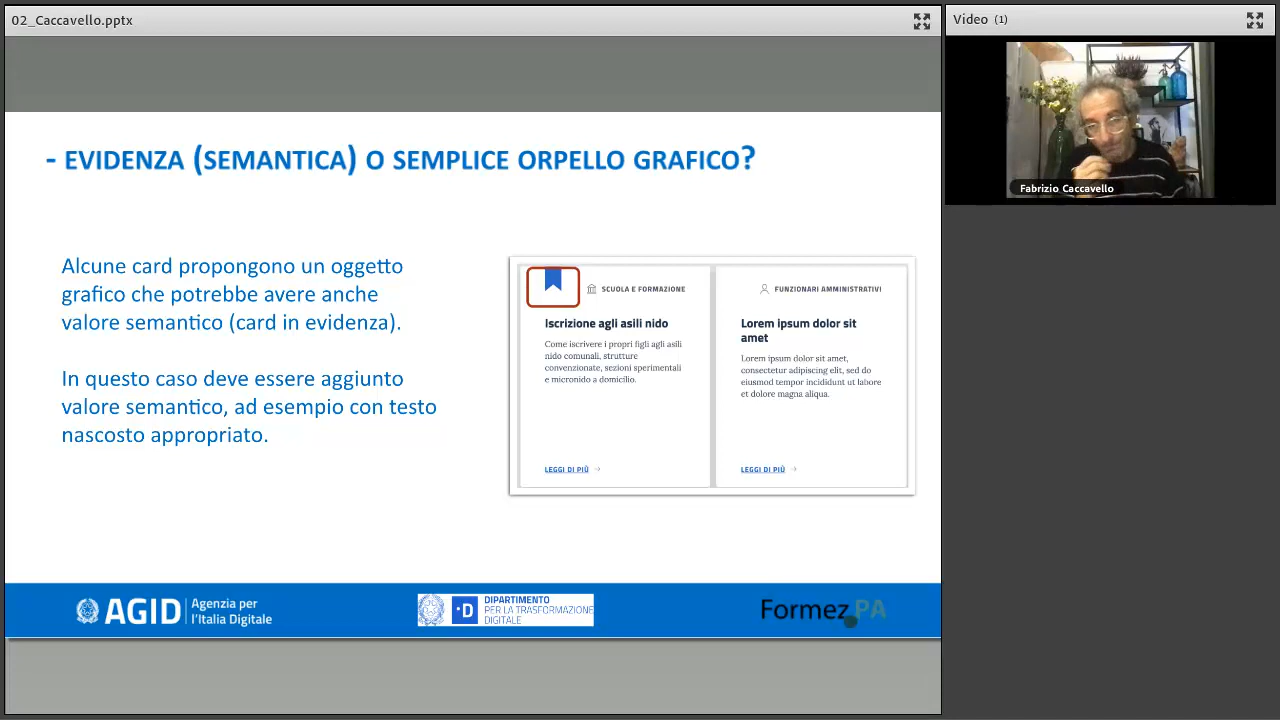 02_Caccavello.pptx
Video (1)
Fabrizio Caccavello
- EVIDENZA (SEMANTICA) O SEMPLICE ORPELLO GRAFICO?
Alcune card propongono un oggetto
grafico che potrebbe avere anche
valore semantico (card in evidenza).
In questo caso deve essere aggiunto
valore semantico, ad esempio con testo
nascosto appropriato.
SCUOLA E FORMAZIONE
Iscrizione agli asili nido
Come iscrivere i propri figli agli asili
nido comunali, strutture
convenzionate, sezioni sperimentali
e micronido a domicilio.
LEGGI DI PIÙ →
FUNZIONARI AMMINISTRATIVI
Lorem ipsum dolor sit
amet
Lorem ipsum dolor sit amet,
consectetur adipiscing elit, sed do
eiusmod tempor incididunt ut labore
et dolore magna aliqua.
LEGGI DI PIÙ →
AGID
Agenzia per
l'Italia Digitale
·D
DIPARTIMENTO
PER LA TRASFORMAZIONE
DIGITALE
Formez PA